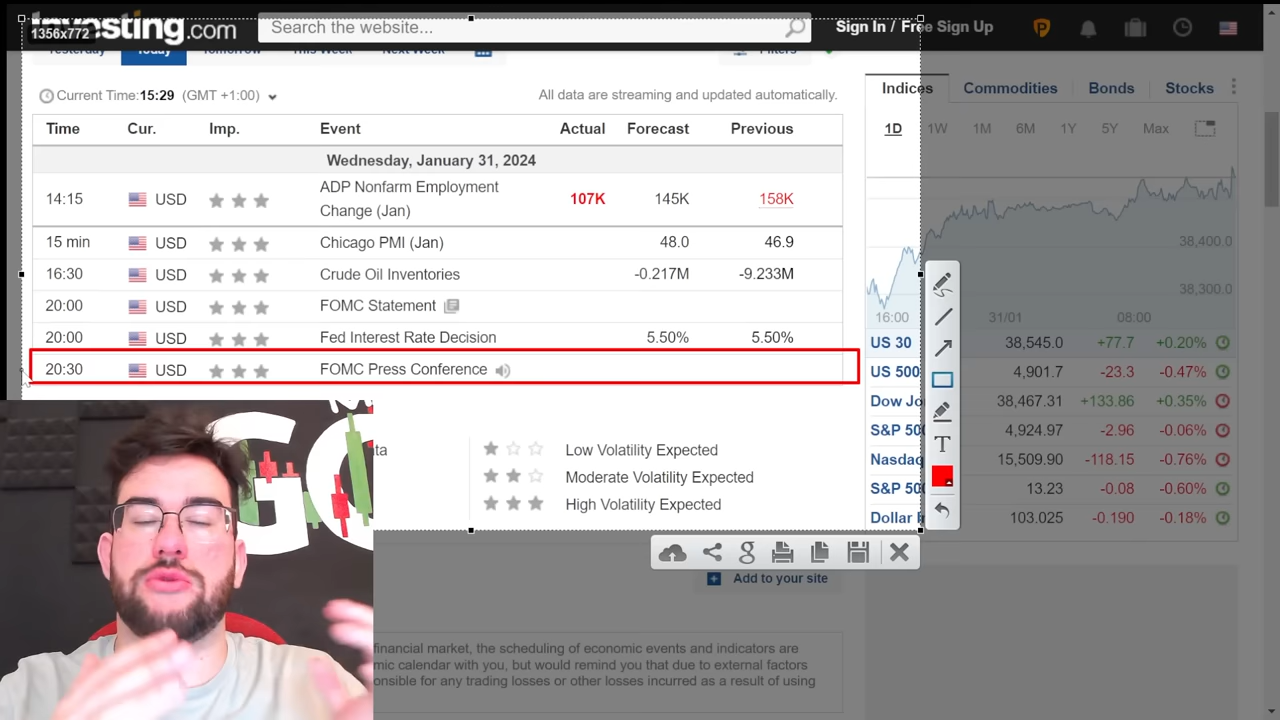 1356x772
Investing.com
Search the website...
Sign In / Free Sign Up
Yesterday Today Tomorrow This Week Next Week Filters
Current Time:15:29 (GMT +1:00)
All data are streaming and updated automatically.
Time Cur. Imp. Event Actual Forecast Previous
Wednesday, January 31, 2024
14:15 USD ADP Nonfarm Employment
Change (Jan) 107K 145K 158K
15 min USD Chicago PMI (Jan) 48.0 46.9
16:30 USD Crude Oil Inventories -0.217M -9.233M
20:00 USD FOMC Statement
20:00 USD Fed Interest Rate Decision 5.50% 5.50%
20:30 USD FOMC Press Conference
ta
Low Volatility Expected
Moderate Volatility Expected
High Volatility Expected
Add to your site
financial market, the scheduling of economic events and indicators are
mic calendar with you, but would remind you that due to external factors
onsible for any trading losses or other losses incurred as a result of using
Indices Commodities Bonds Stocks
1D 1W 1M 6M 1Y 5Y Max
38,400.0
38,300.0
16:00 31/01 08:00
US 30 38,545.0 +77.7 +0.20%
US 500 4,901.7 -23.3 -0.47%
Dow Jo 38,467.31 +133.86 +0.35%
S&P 50 4,924.97 -2.96 -0.06%
Nasdaq 15,509.90 -118.15 -0.76%
S&P 50 13.23 -0.08 -0.60%
Dollar I 103.025 -0.190 -0.18%
T
g
GO